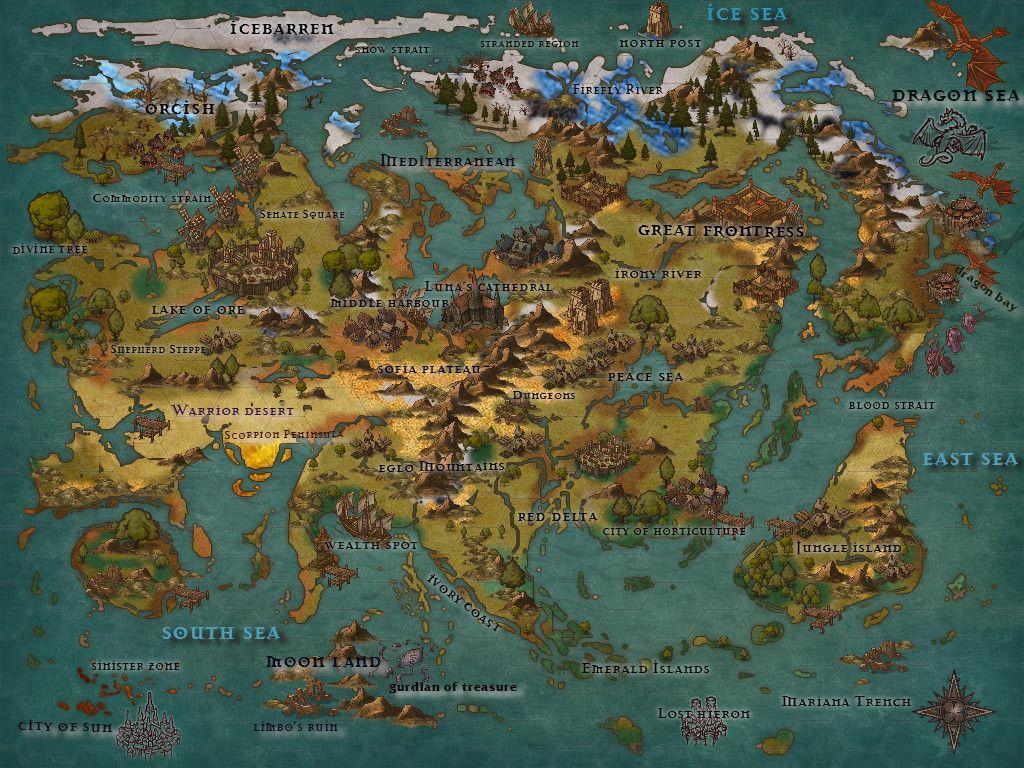 ICE SEA
ICEBARREN
SNOW STRAIT
STRANDED REGION
NORTH POST
FIREFLY RIVER
DRAGON SEA
ORCISH
MEDITERRANEAN
COMMODITY STRAIN
SENATE SQUARE
DIVINE TREE
GREAT FRONTRESS
IRONY RIVER
LUNA'S CATHEDRAL
dragon bay
MIDDLE HARBOUR
LAKE OF ORE
SHEPHERD STEPPE
SOFIA PLATEAU
PEACE SEA
DUNGEONS
WARRIOR DESERT
BLOOD STRAIT
SCORPION PENINSULA
EGLO MOUNTAINS
EAST SEA
RED DELTA
CITY OF HORTICULTURE
WEALTH SPOT
JUNGLE ISLAND
IVORY COAST
SOUTH SEA
SINISTER ZONE
MOON LAND
EMERALD ISLANDS
gurdian of treasure
MARIANA TRENCH
CITY OF SUN
LIMBO'S RUIN
LOST HIERON